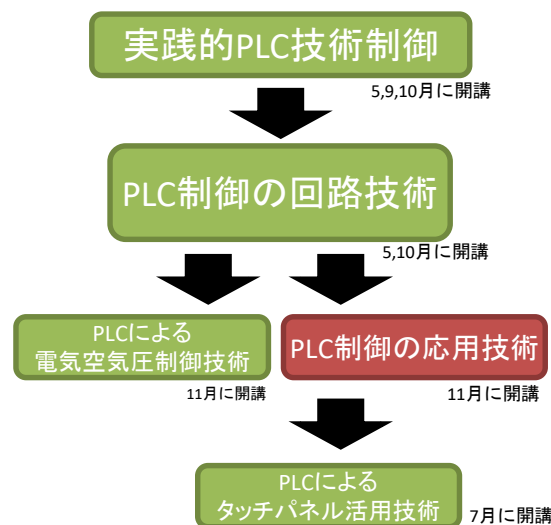 実践的PLC技術制御
5,9,10月に開講
PLC制御の回路技術
5,10月に開講
PLCによる
電気空気圧制御技術
11月に開講
PLC制御の応用技術
11月に開講
PLCによる
タッチパネル活用技術
7月に開講